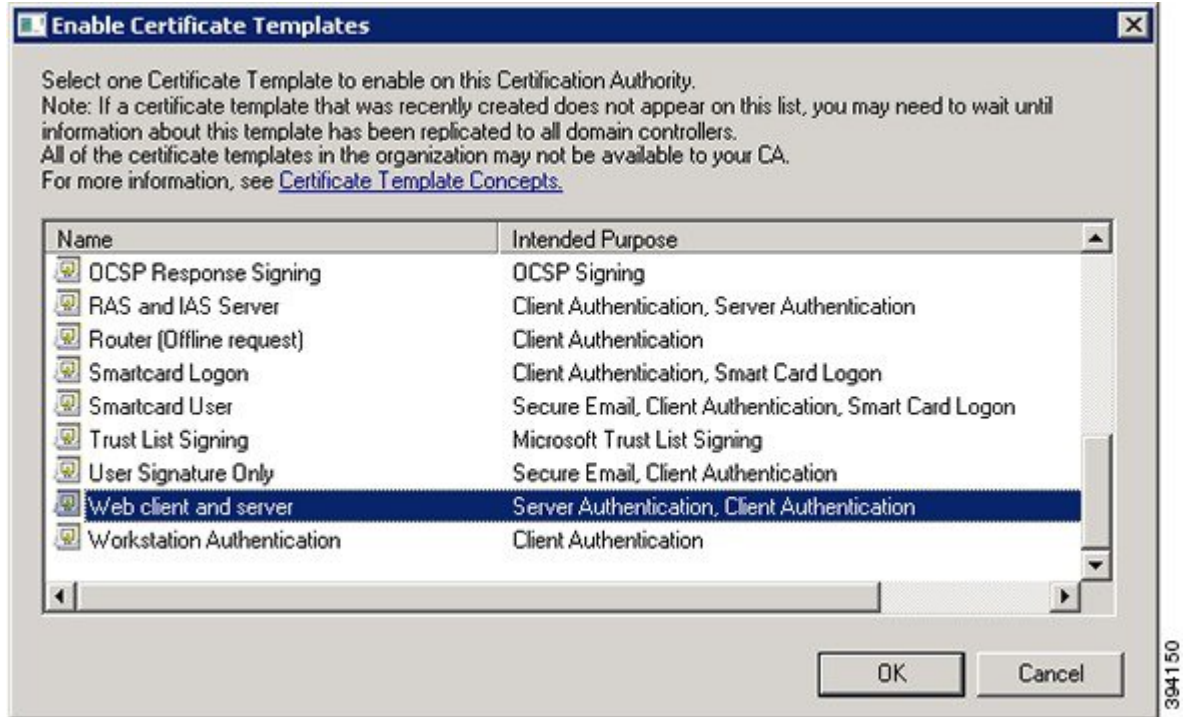 Enable Certificate Templates
Select one Certificate Template to enable on this Certification Authority.
Note: If a certificate template that was recently created does not appear on this list, you may need to wait until
information about this template has been replicated to all domain controllers.
All of the certificate templates in the organization may not be available to your CA.
For more information, see Certificate Template Concepts.
Name Intended Purpose
OCSP Response Signing OCSP Signing
RAS and IAS Server Client Authentication, Server Authentication
Router (Offline request) Client Authentication
Smartcard Logon Client Authentication, Smart Card Logon
Smartcard User Secure Email, Client Authentication, Smart Card Logon
Trust List Signing Microsoft Trust List Signing
User Signature Only Secure Email, Client Authentication
Web client and server Server Authentication, Client Authentication
Workstation Authentication Client Authentication
OK Cancel
394150